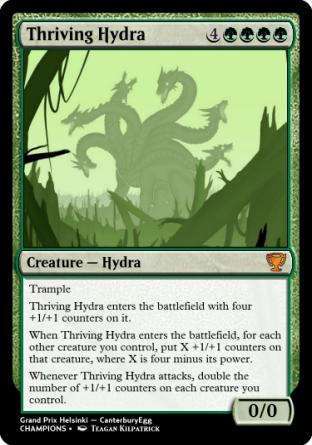 Thriving Hydra 4
Creature — Hydra
Trample
Thriving Hydra enters the battlefield with four
+1/+1 counters on it.
When Thriving Hydra enters the battlefield, for each
other creature you control, put X +1/+1 counters on
that creature, where X is four minus its power.
Whenever Thriving Hydra attacks, double the
number of +1/+1 counters on each creature you
control.
0/0
Grand Prix Helsinki — CanterburyEgg
CHAMPIONS • Teagan Kilpatrick